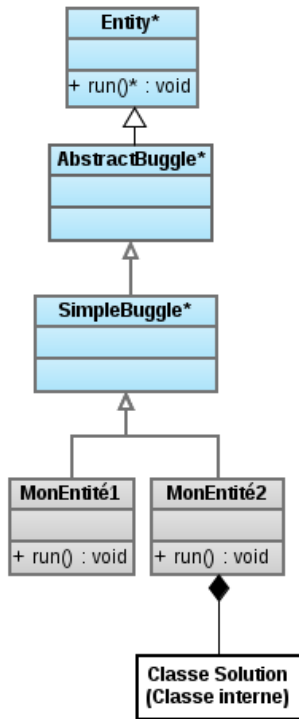 Entity*
+ run()* : void
AbstractBuggle*
SimpleBuggle*
MonEntité1
+ run() : void
MonEntité2
+ run() : void
Classe Solution
(Classe interne)